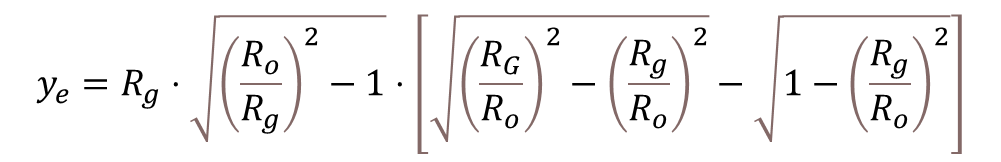 y_e = R_g · √((R_o/R_g)^2 − 1) · [√((R_G/R_o)^2 − (R_g/R_o)^2) − √(1 − (R_g/R_o)^2)]